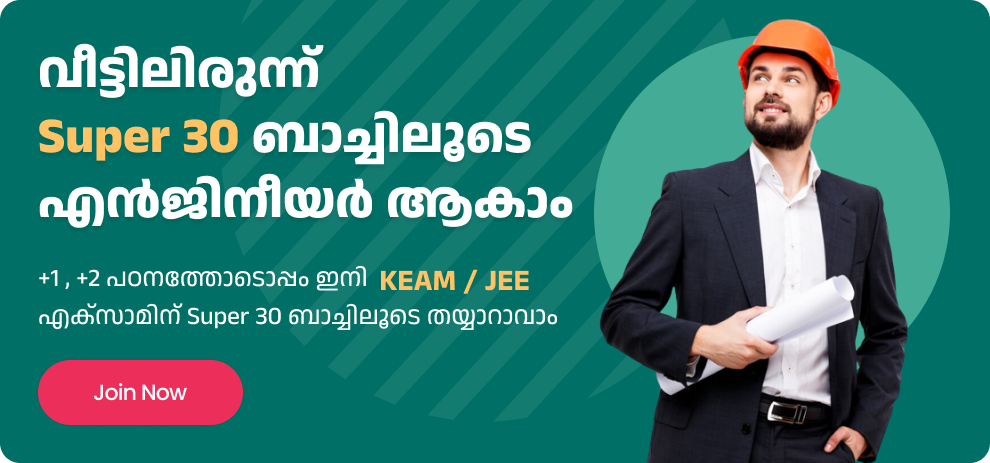 വീട്ടിലിരുന്ന്
Super 30 ബാച്ചിലൂടെ
എൻജിനീയർ ആകാം
+1 , +2 പഠനത്തോടൊപ്പം ഇനി KEAM / JEE
എക്സാമിന് Super 30 ബാച്ചിലൂടെ തയ്യാറാവാം
Join Now